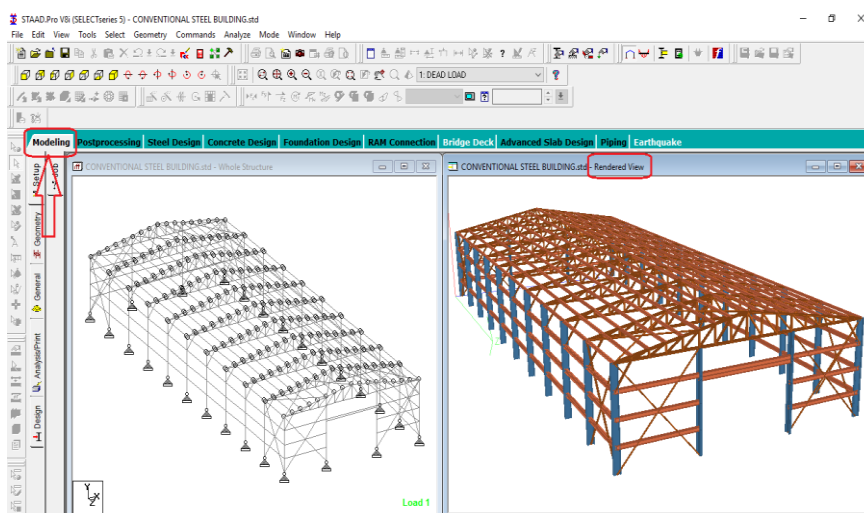 STAAD.Pro V8i (SELECTseries 5) - CONVENTIONAL STEEL BUILDING.std
File Edit View Tools Select Geometry Commands Analyze Mode Window Help
1: DEAD LOAD
Modeling Postprocessing Steel Design Concrete Design Foundation Design RAM Connection Bridge Deck Advanced Slab Design Piping Earthquake
CONVENTIONAL STEEL BUILDING.std - Whole Structure
CONVENTIONAL STEEL BUILDING.std - Rendered View
Setup
Job
Geometry
General
Analysis/Print
Design
Y
X
Z
Load 1